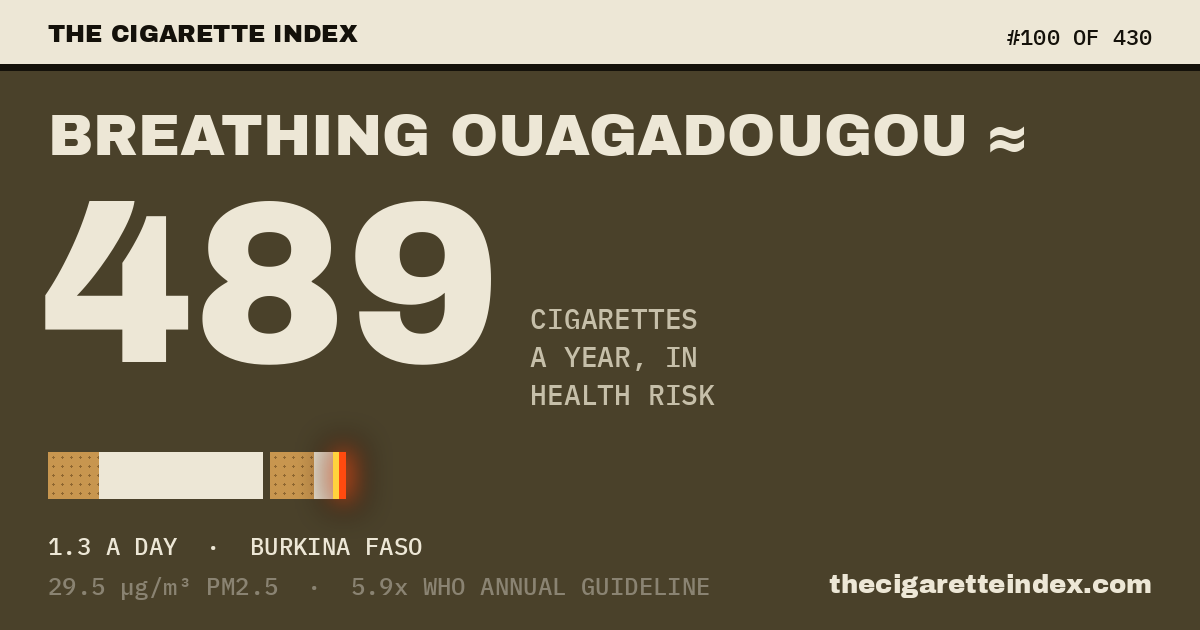 THE CIGARETTE INDEX
#100 OF 430
BREATHING OUAGADOUGOU ≈
489
CIGARETTES
A YEAR, IN
HEALTH RISK
1.3 A DAY · BURKINA FASO
29.5 µg/m³ PM2.5 · 5.9x WHO ANNUAL GUIDELINE
thecigaretteindex.com